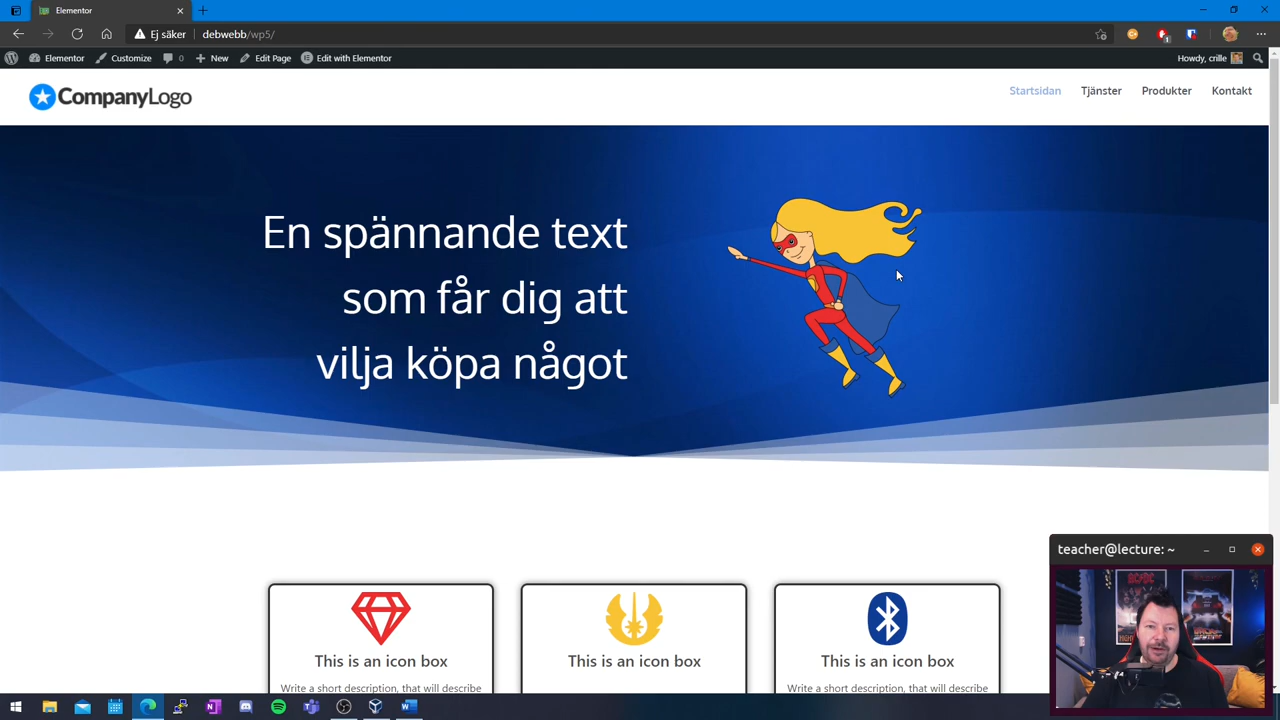 Elementor
Ej säker
debwebb/wp5/
1
Elementor
Customize
0
New
Edit Page
Edit with Elementor
Howdy, crille
CompanyLogo
Startsidan
Tjänster
Produkter
Kontakt
En spännande text
som får dig att
vilja köpa något
This is an icon box
This is an icon box
This is an icon box
Write a short description, that will describe
Write a short description, that will describe
teacher@lecture: ~